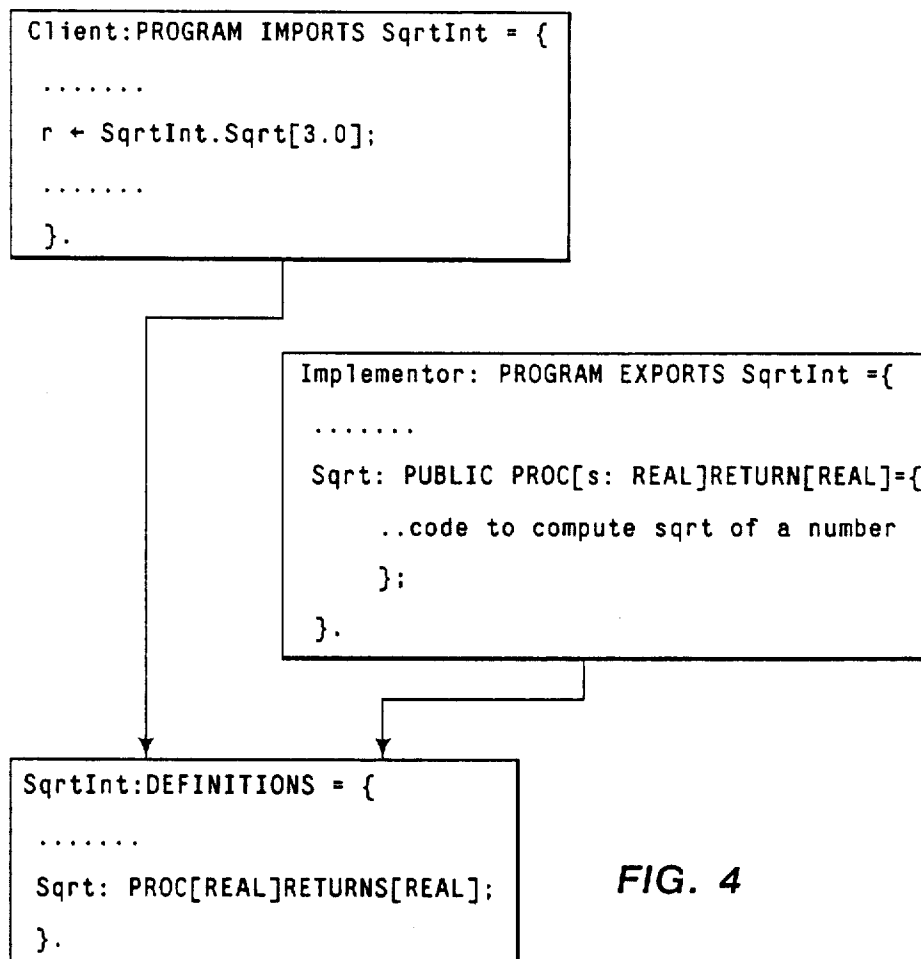 Client:PROGRAM IMPORTS SqrtInt = {
.......
r ← SqrtInt.Sqrt[3.0];
.......
}.
Implementor: PROGRAM EXPORTS SqrtInt ={
.......
Sqrt: PUBLIC PROC[s: REAL]RETURN[REAL]={
..code to compute sqrt of a number
};
}.
SqrtInt:DEFINITIONS = {
.......
Sqrt: PROC[REAL]RETURNS[REAL];
}.
FIG. 4